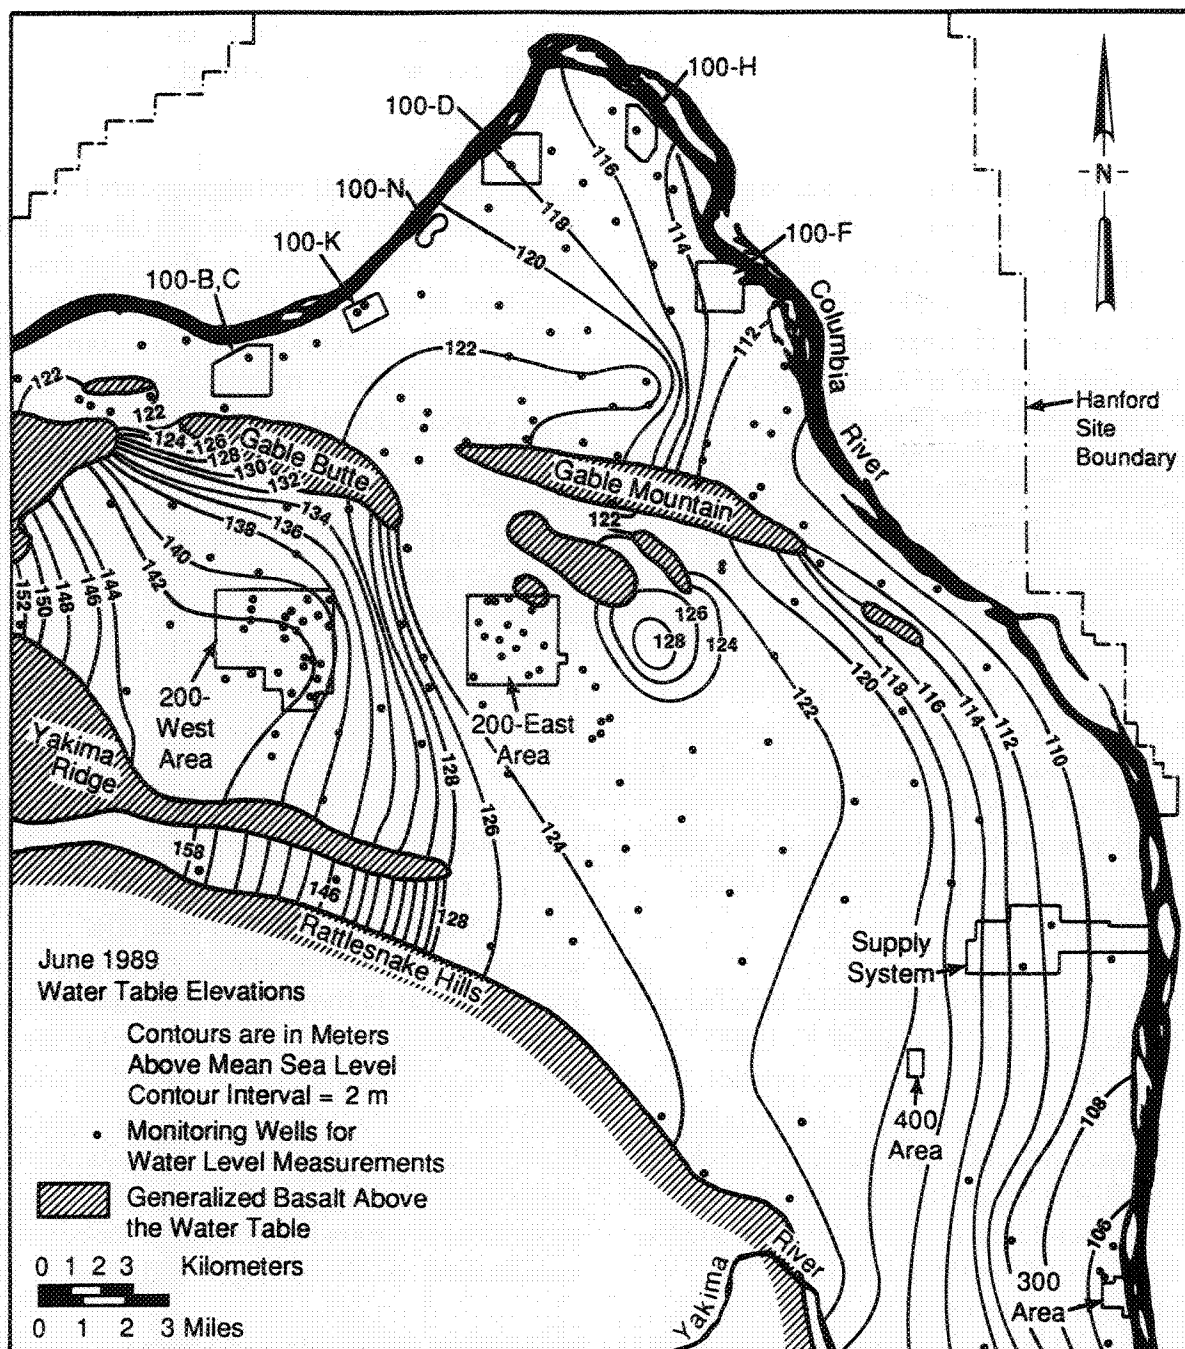 100-H
100-D
116
N
100-N
118
114
100-F
100-K
120
100-B,C
112
Columbia
River
122
122
122
Hanford
Site
Boundary
124
126
128
130
132
Gable Butte
134
136
138
Gable Mountain
122
140
142
144
146
148
150
152
126
128
124
120
118
116
114
112
110
122
200-
West
Area
200-East
Area
Yakima
Ridge
128
126
124
158
146
128
Rattlesnake Hills
Supply
System
June 1989
Water Table Elevations
Contours are in Meters
Above Mean Sea Level
Contour Interval = 2 m
Monitoring Wells for
Water Level Measurements
Generalized Basalt Above
the Water Table
0 1 2 3 Kilometers
0 1 2 3 Miles
400
Area
108
106
Yakima
River
300
Area